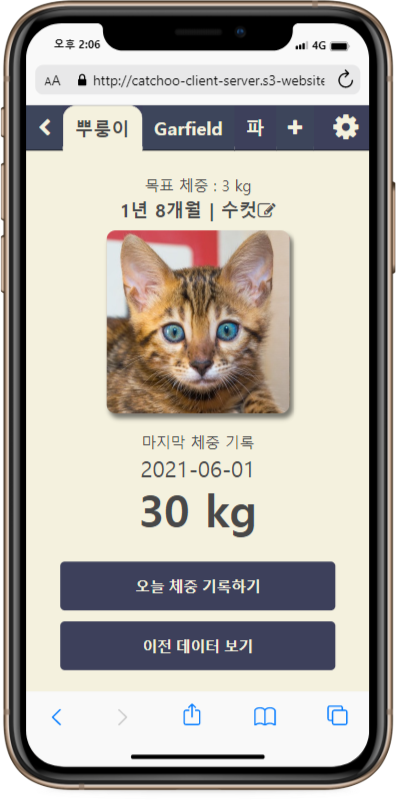 오후 2:06
4G
AA http://catchoo-client-server.s3-website
뿌룽이 Garfield 파 +
목표 체중 : 3 kg
1년 8개월 | 수컷
마지막 체중 기록
2021-06-01
30 kg
오늘 체중 기록하기
이전 데이터 보기